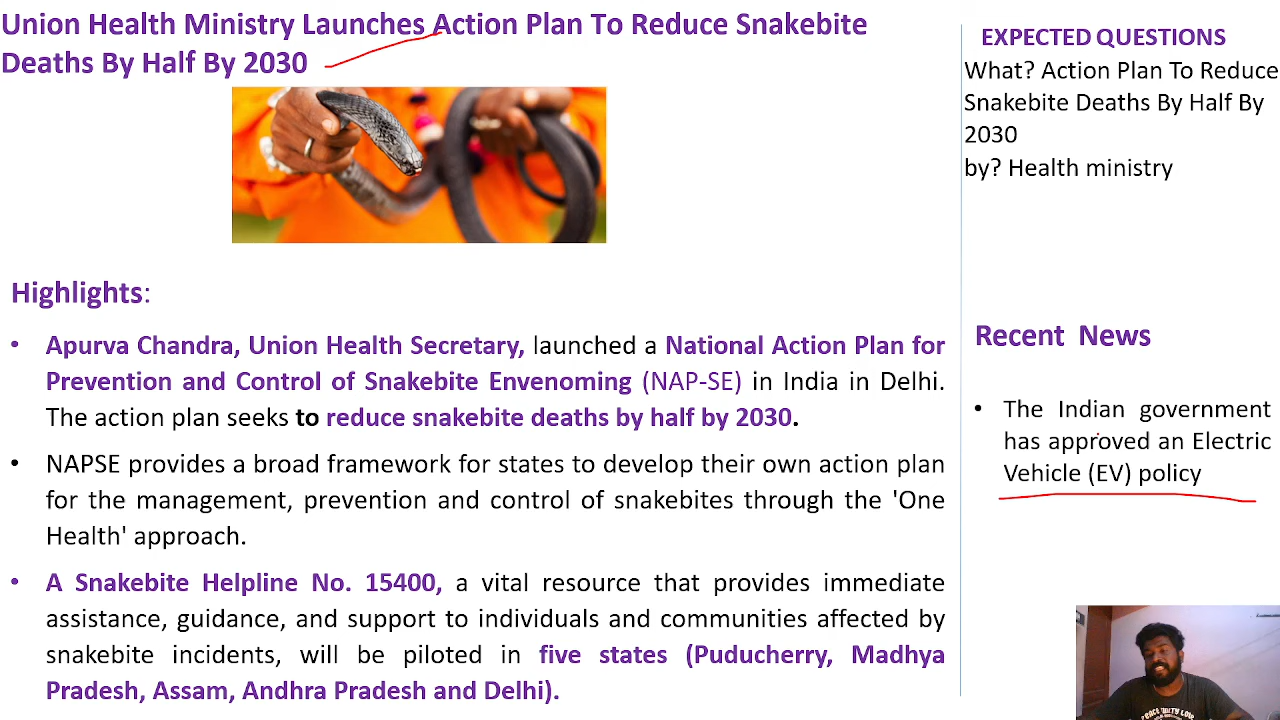 Union Health Ministry Launches Action Plan To Reduce Snakebite
Deaths By Half By 2030
Highlights:
• Apurva Chandra, Union Health Secretary, launched a National Action Plan for
Prevention and Control of Snakebite Envenoming (NAP-SE) in India in Delhi.
The action plan seeks to reduce snakebite deaths by half by 2030.
• NAPSE provides a broad framework for states to develop their own action plan
for the management, prevention and control of snakebites through the 'One
Health' approach.
• A Snakebite Helpline No. 15400, a vital resource that provides immediate
assistance, guidance, and support to individuals and communities affected by
snakebite incidents, will be piloted in five states (Puducherry, Madhya
Pradesh, Assam, Andhra Pradesh and Delhi).
EXPECTED QUESTIONS
What? Action Plan To Reduce
Snakebite Deaths By Half By
2030
by? Health ministry
Recent News
• The Indian government
has approved an Electric
Vehicle (EV) policy